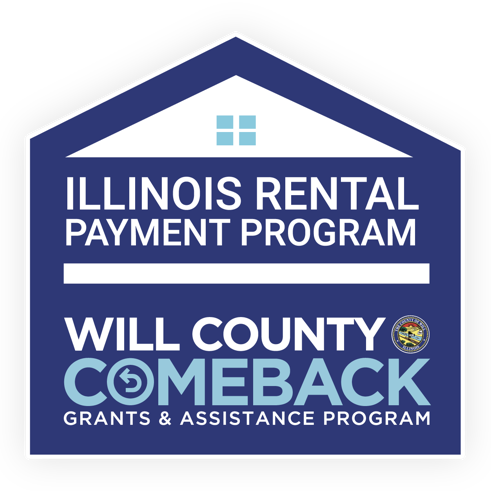 ILLINOIS RENTAL
PAYMENT PROGRAM
WILL COUNTY
COMEBACK
GRANTS & ASSISTANCE PROGRAM